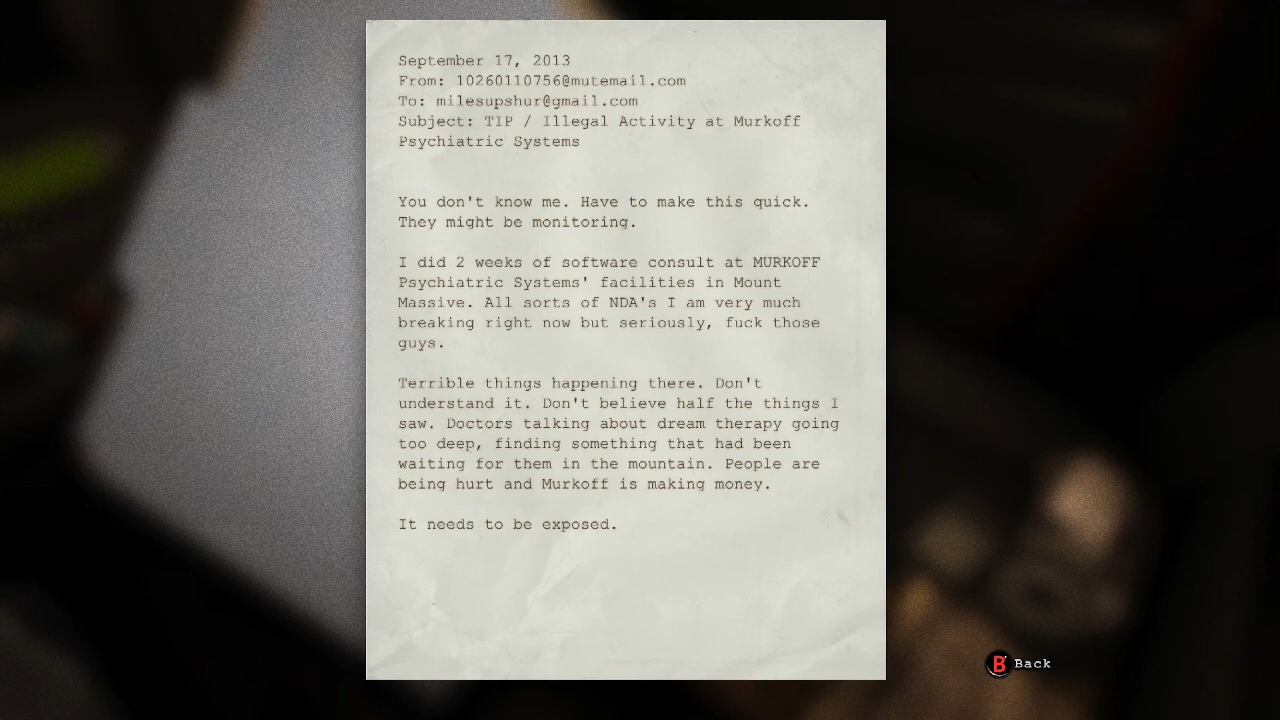 September 17, 2013
From: 10260110756@mutemail.com
To: milesupshur@gmail.com
Subject: TIP / Illegal Activity at Murkoff
Psychiatric Systems
You don't know me. Have to make this quick.
They might be monitoring.
I did 2 weeks of software consult at MURKOFF
Psychiatric Systems' facilities in Mount
Massive. All sorts of NDA's I am very much
breaking right now but seriously, fuck those
guys.
Terrible things happening there. Don't
understand it. Don't believe half the things I
saw. Doctors talking about dream therapy going
too deep, finding something that had been
waiting for them in the mountain. People are
being hurt and Murkoff is making money.
It needs to be exposed.
B Back